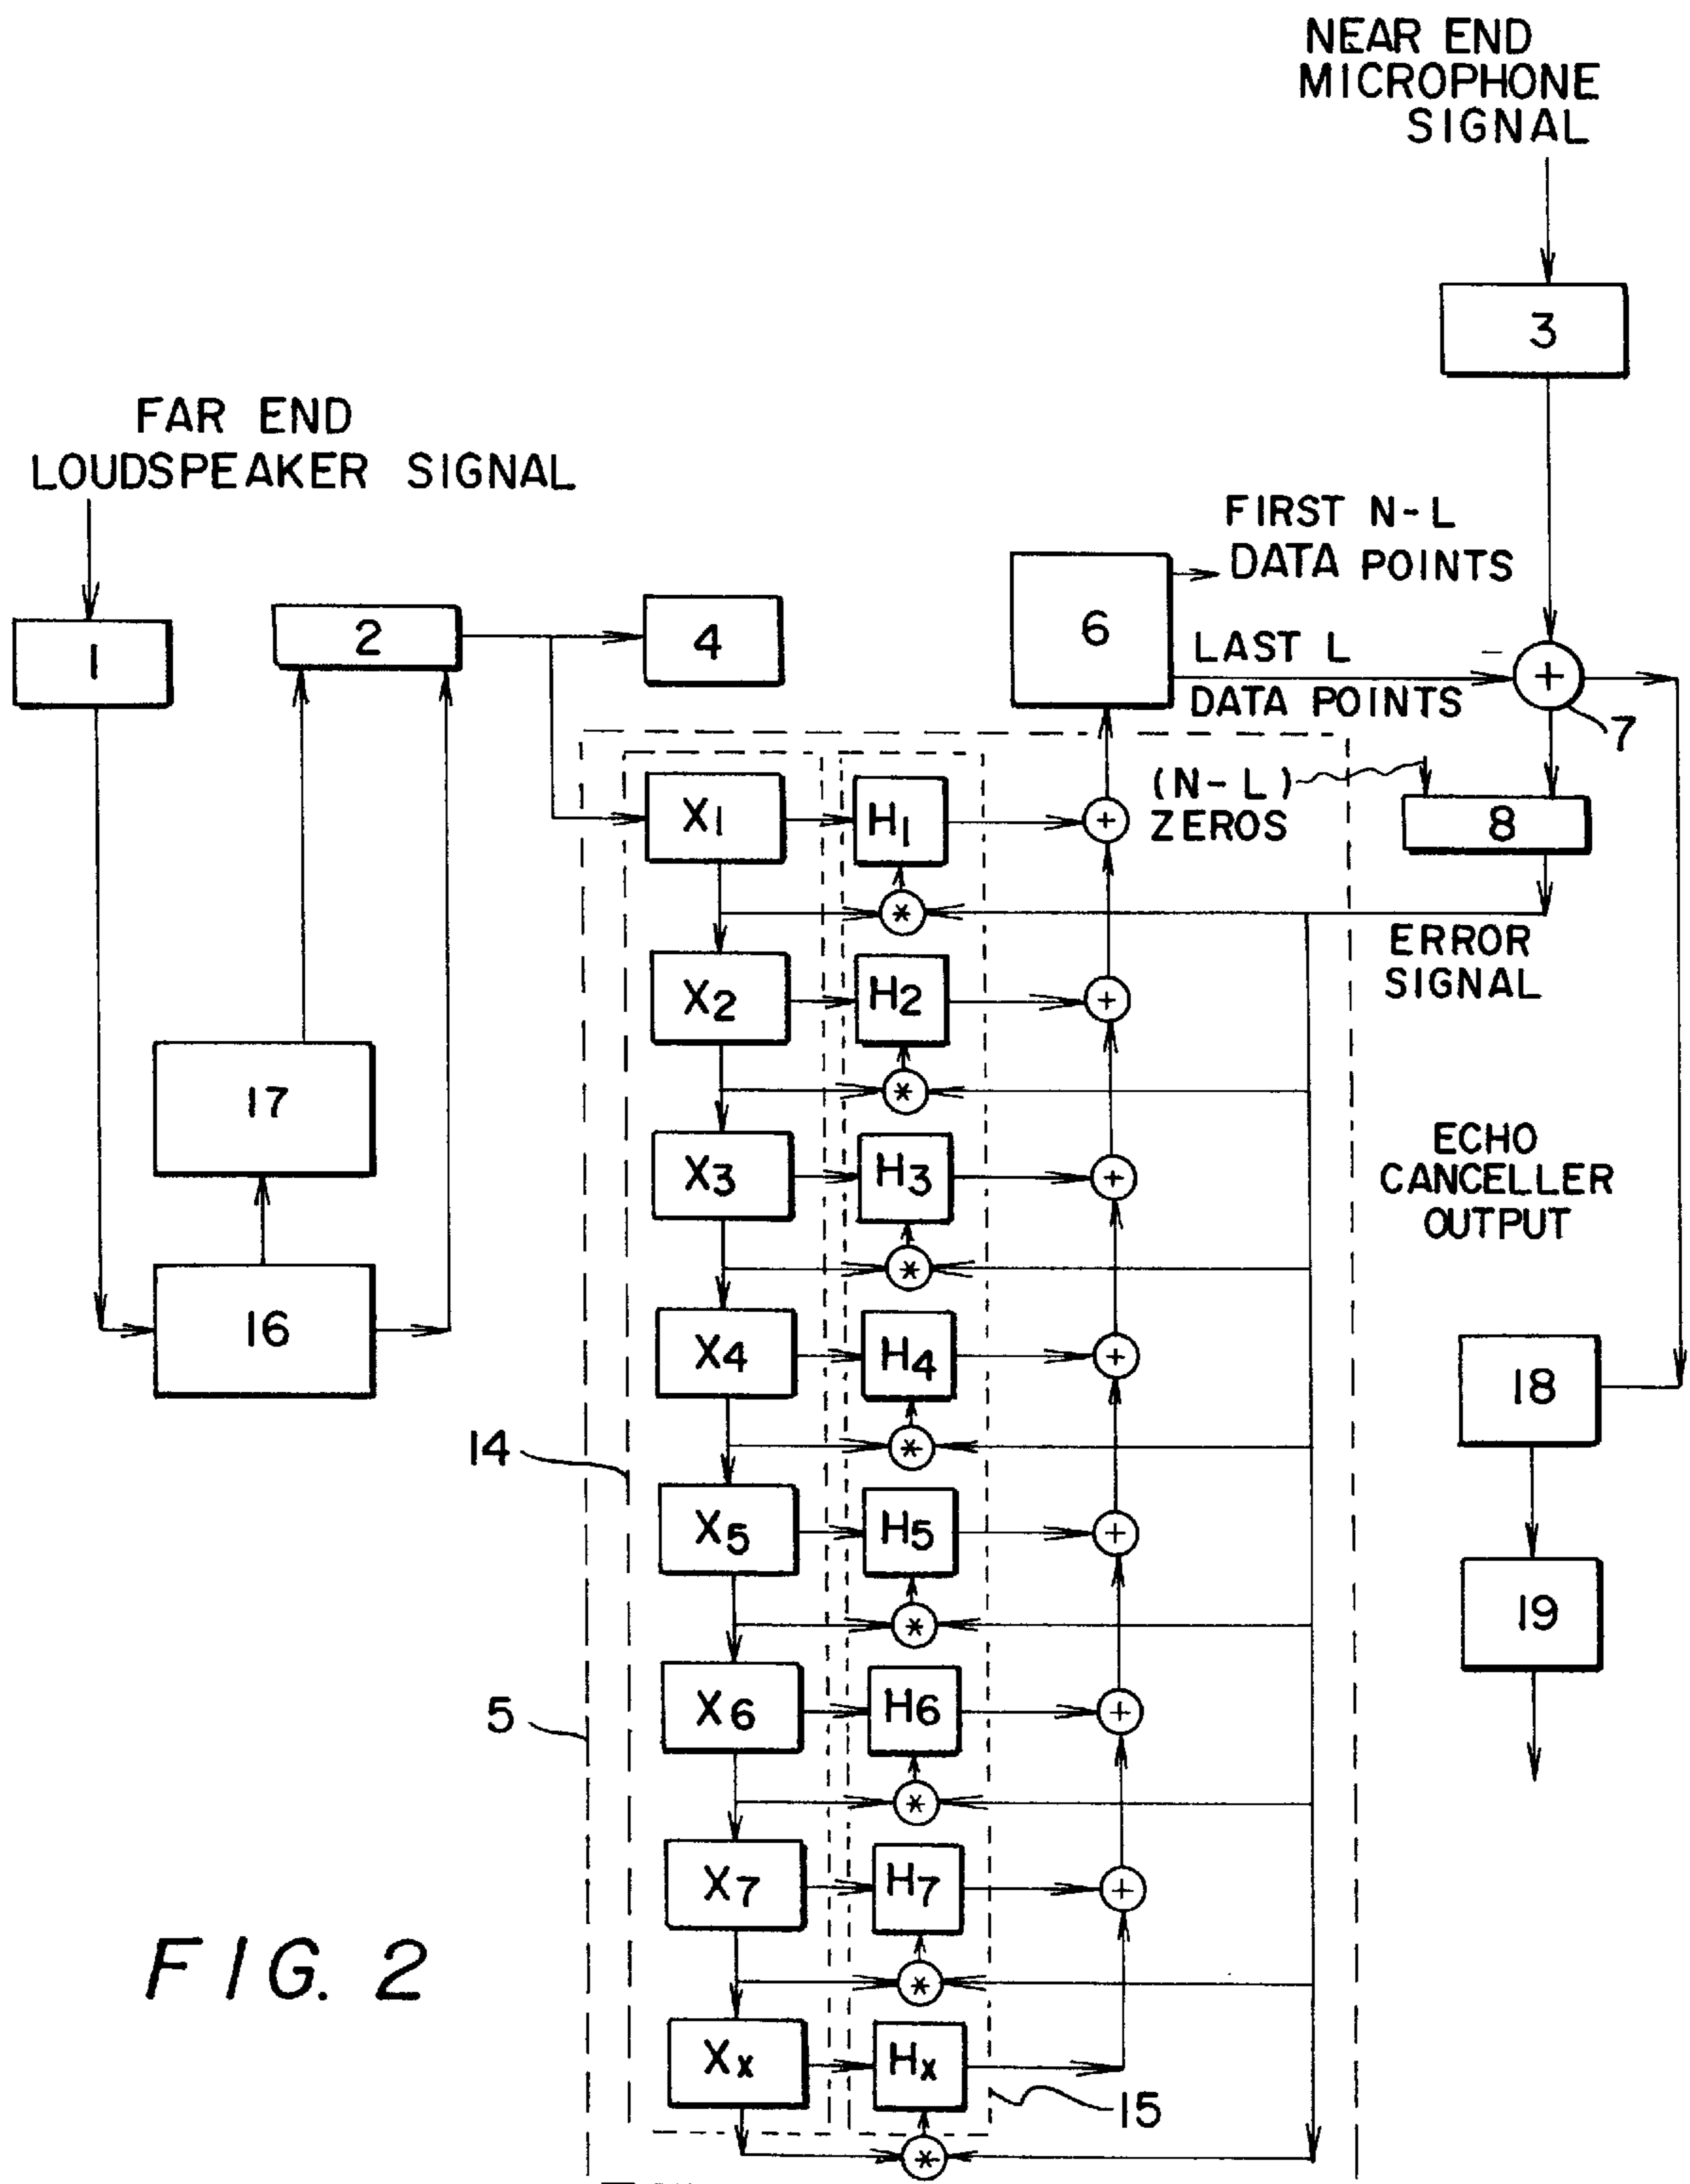 NEAR END
MICROPHONE
SIGNAL
3
FAR END
LOUDSPEAKER SIGNAL
1
2
4
6
FIRST N-L
DATA POINTS
LAST L
DATA POINTS
-
+
7
(N-L)
ZEROS
8
ERROR
SIGNAL
X1
H1
+
*
X2
H2
+
*
17
X3
H3
+
*
ECHO
CANCELLER
OUTPUT
16
X4
H4
+
*
18
14
X5
H5
+
*
19
5
X6
H6
+
*
X7
H7
+
*
FIG. 2
Xx
Hx
15
*